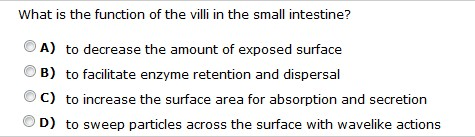 What is the function of the villi in the small intestine?
A) to decrease the amount of exposed surface
B) to facilitate enzyme retention and dispersal
C) to increase the surface area for absorption and secretion
D) to sweep particles across the surface with wavelike actions